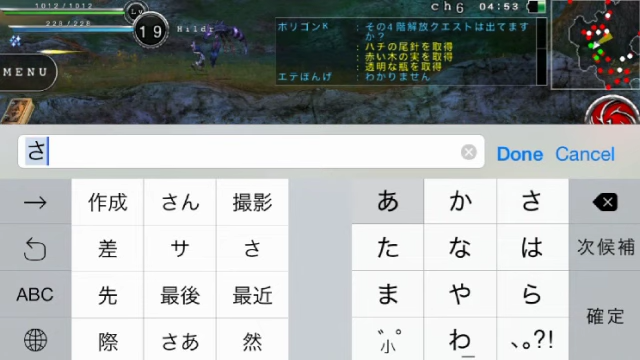 1012/1012
228/228
Lv
19
Hildr
MENU
ch6 04:53
ポリゴンK : その4階解放クエストは出てますか?
: ハチの尾針を取得
: 赤い木の実を取得
: 透明な瓶を取得
エテぽんげ : わかりません
さ
Done Cancel
→ 作成 さん 撮影 あ か さ
差 サ さ た な は 次候補
ABC 先 最後 最近 ま や ら 確定
際 さあ 然 ゛゜小 わ 、。?!